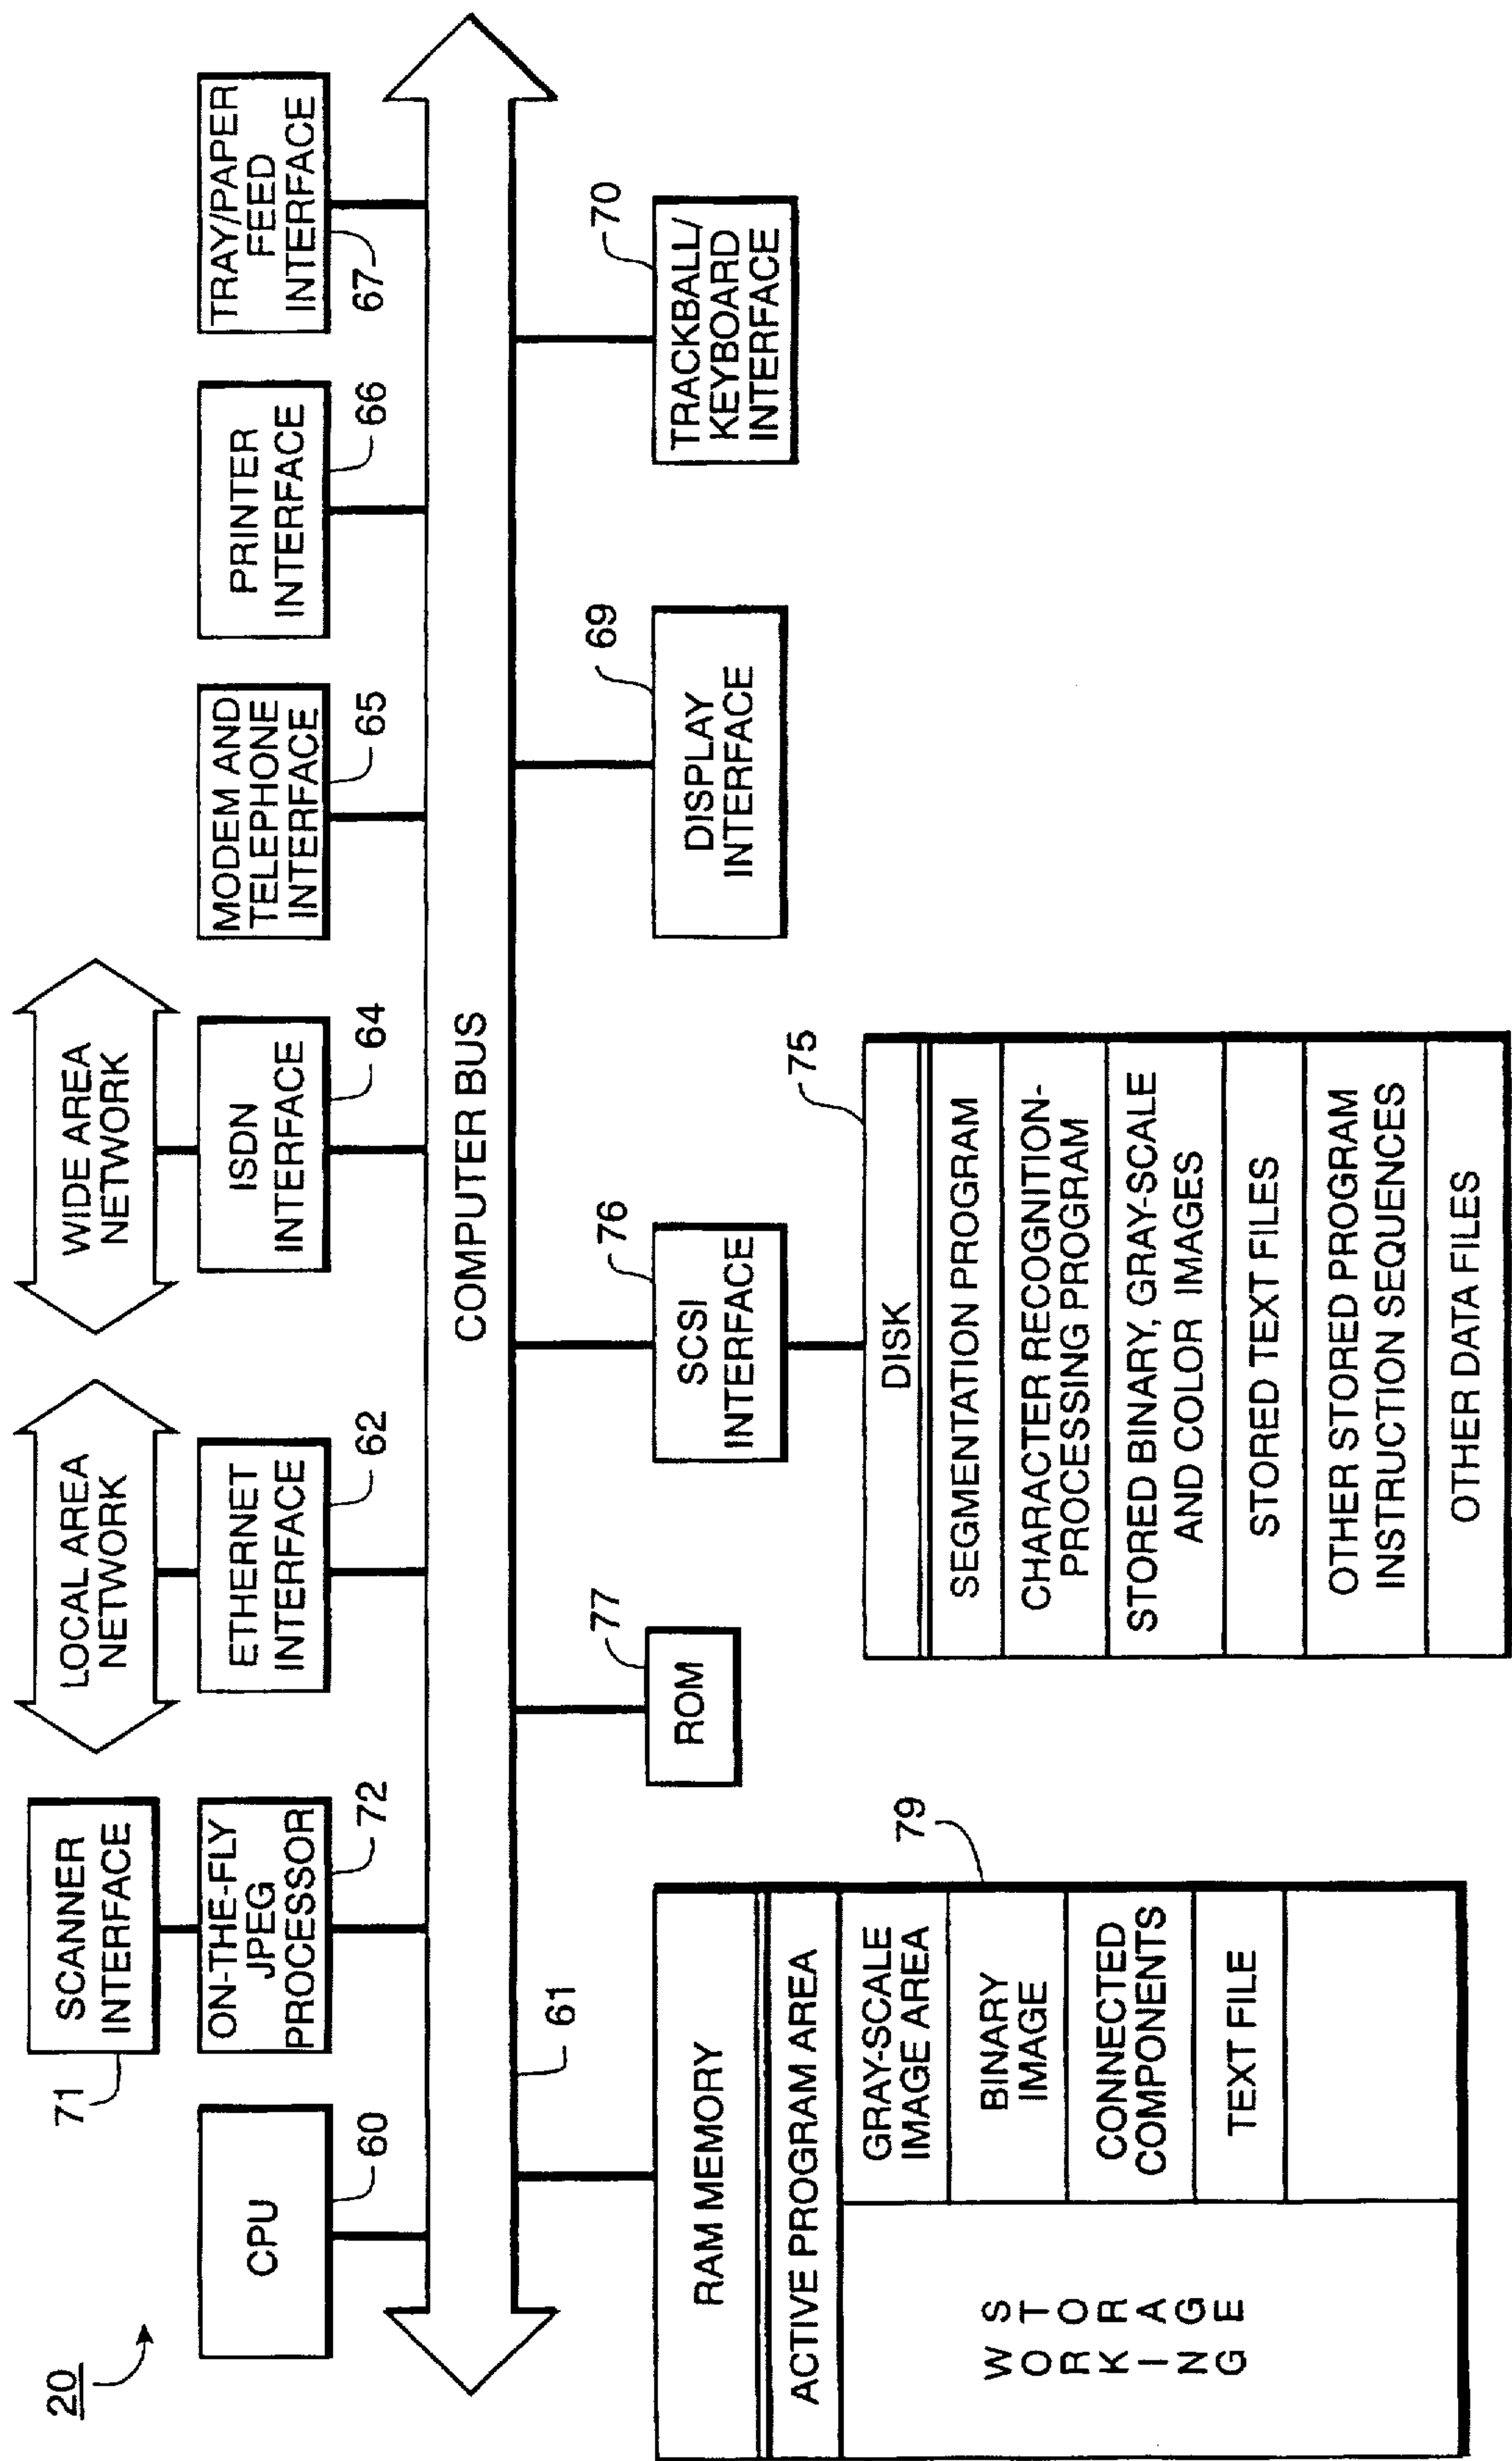 20
CPU
60
SCANNER
INTERFACE
71
ON-THE-FLY
JPEG
PROCESSOR
72
LOCAL AREA
NETWORK
ETHERNET
INTERFACE
62
WIDE AREA
NETWORK
ISDN
INTERFACE
64
MODEM AND
TELEPHONE
INTERFACE
65
PRINTER
INTERFACE
66
TRAY/PAPER
FEED
INTERFACE
67
COMPUTER BUS
61
RAM MEMORY
79
ACTIVE PROGRAM AREA
WORKING
STORAGE
GRAY-SCALE
IMAGE AREA
BINARY
IMAGE
CONNECTED
COMPONENTS
TEXT FILE
ROM
77
SCSI
INTERFACE
76
DISK
75
SEGMENTATION PROGRAM
CHARACTER RECOGNITION-
PROCESSING PROGRAM
STORED BINARY, GRAY-SCALE
AND COLOR IMAGES
STORED TEXT FILES
OTHER STORED PROGRAM
INSTRUCTION SEQUENCES
OTHER DATA FILES
DISPLAY
INTERFACE
69
TRACKBALL/
KEYBOARD
INTERFACE
70